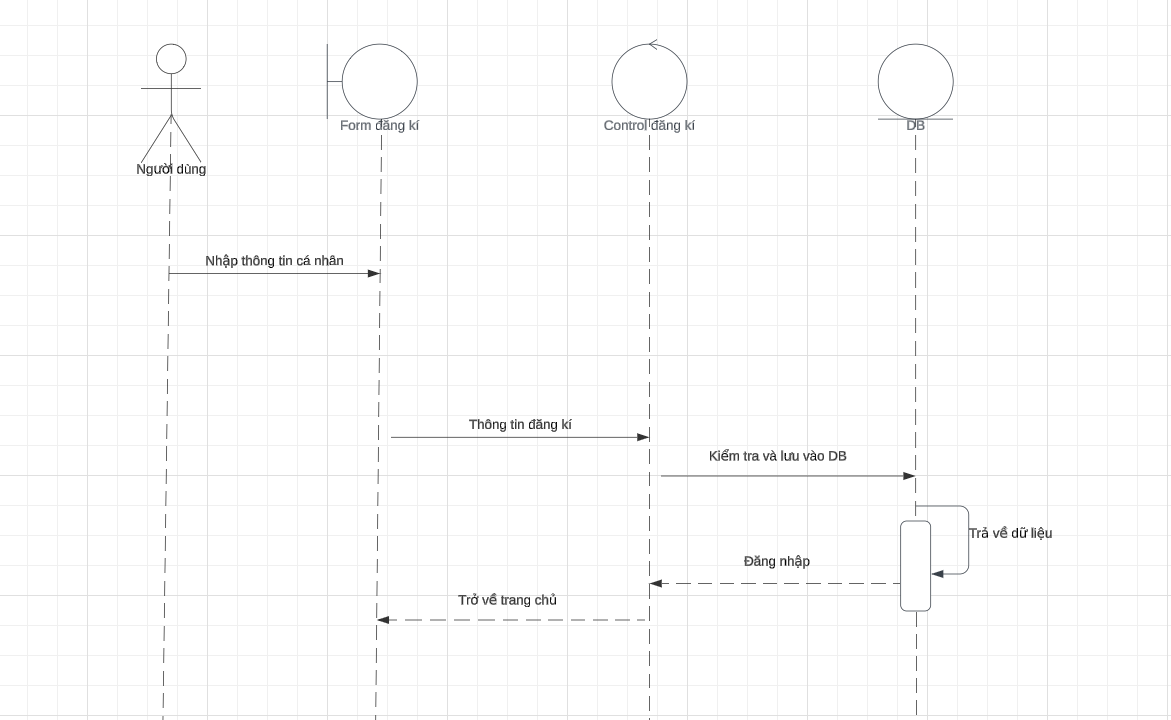 Form đăng kí
Control đăng kí
DB
Người dùng
Nhập thông tin cá nhân
Thông tin đăng kí
Kiểm tra và lưu vào DB
Trả về dữ liệu
Đăng nhập
Trở về trang chủ